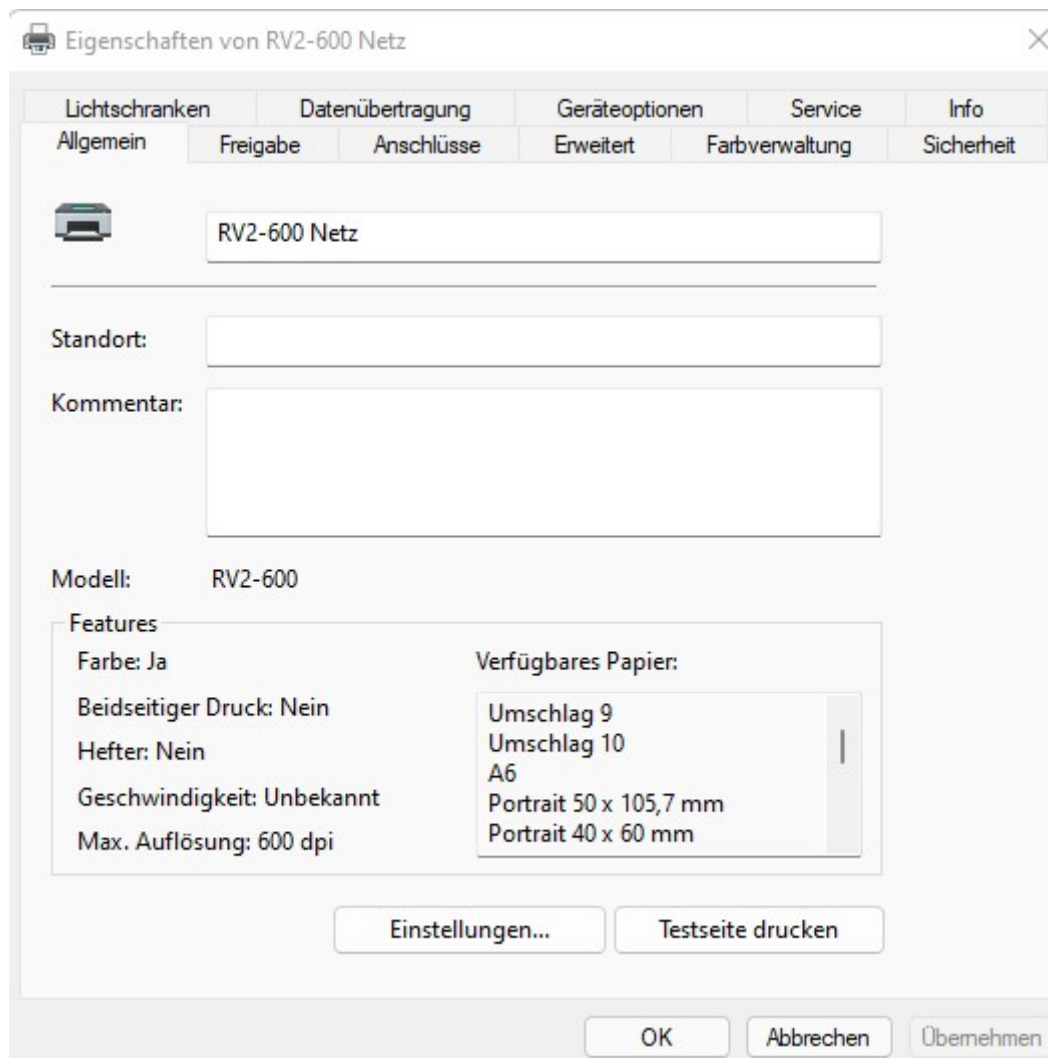 Eigenschaften von RV2-600 Netz
Lichtschranken Datenübertragung Geräteoptionen Service Info
Allgemein Freigabe Anschlüsse Erweitert Farbverwaltung Sicherheit
RV2-600 Netz
Standort:
Kommentar:
Modell: RV2-600
Features
Farbe: Ja
Beidseitiger Druck: Nein
Hefter: Nein
Geschwindigkeit: Unbekannt
Max. Auflösung: 600 dpi
Verfügbares Papier:
Umschlag 9
Umschlag 10
A6
Portrait 50 x 105,7 mm
Portrait 40 x 60 mm
Einstellungen... Testseite drucken
OK Abbrechen Übernehmen